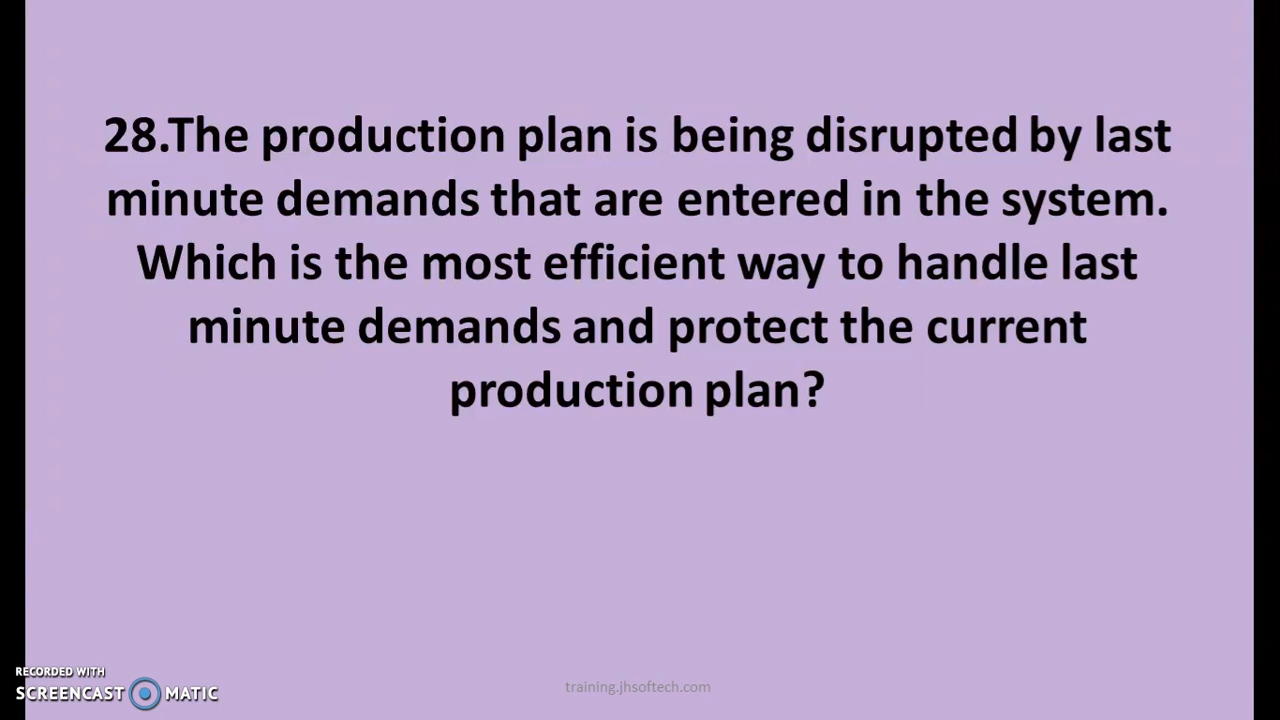 28.The production plan is being disrupted by last
minute demands that are entered in the system.
Which is the most efficient way to handle last
minute demands and protect the current
production plan?
RECORDED WITH
SCREENCAST MATIC
training.jhsoftech.com